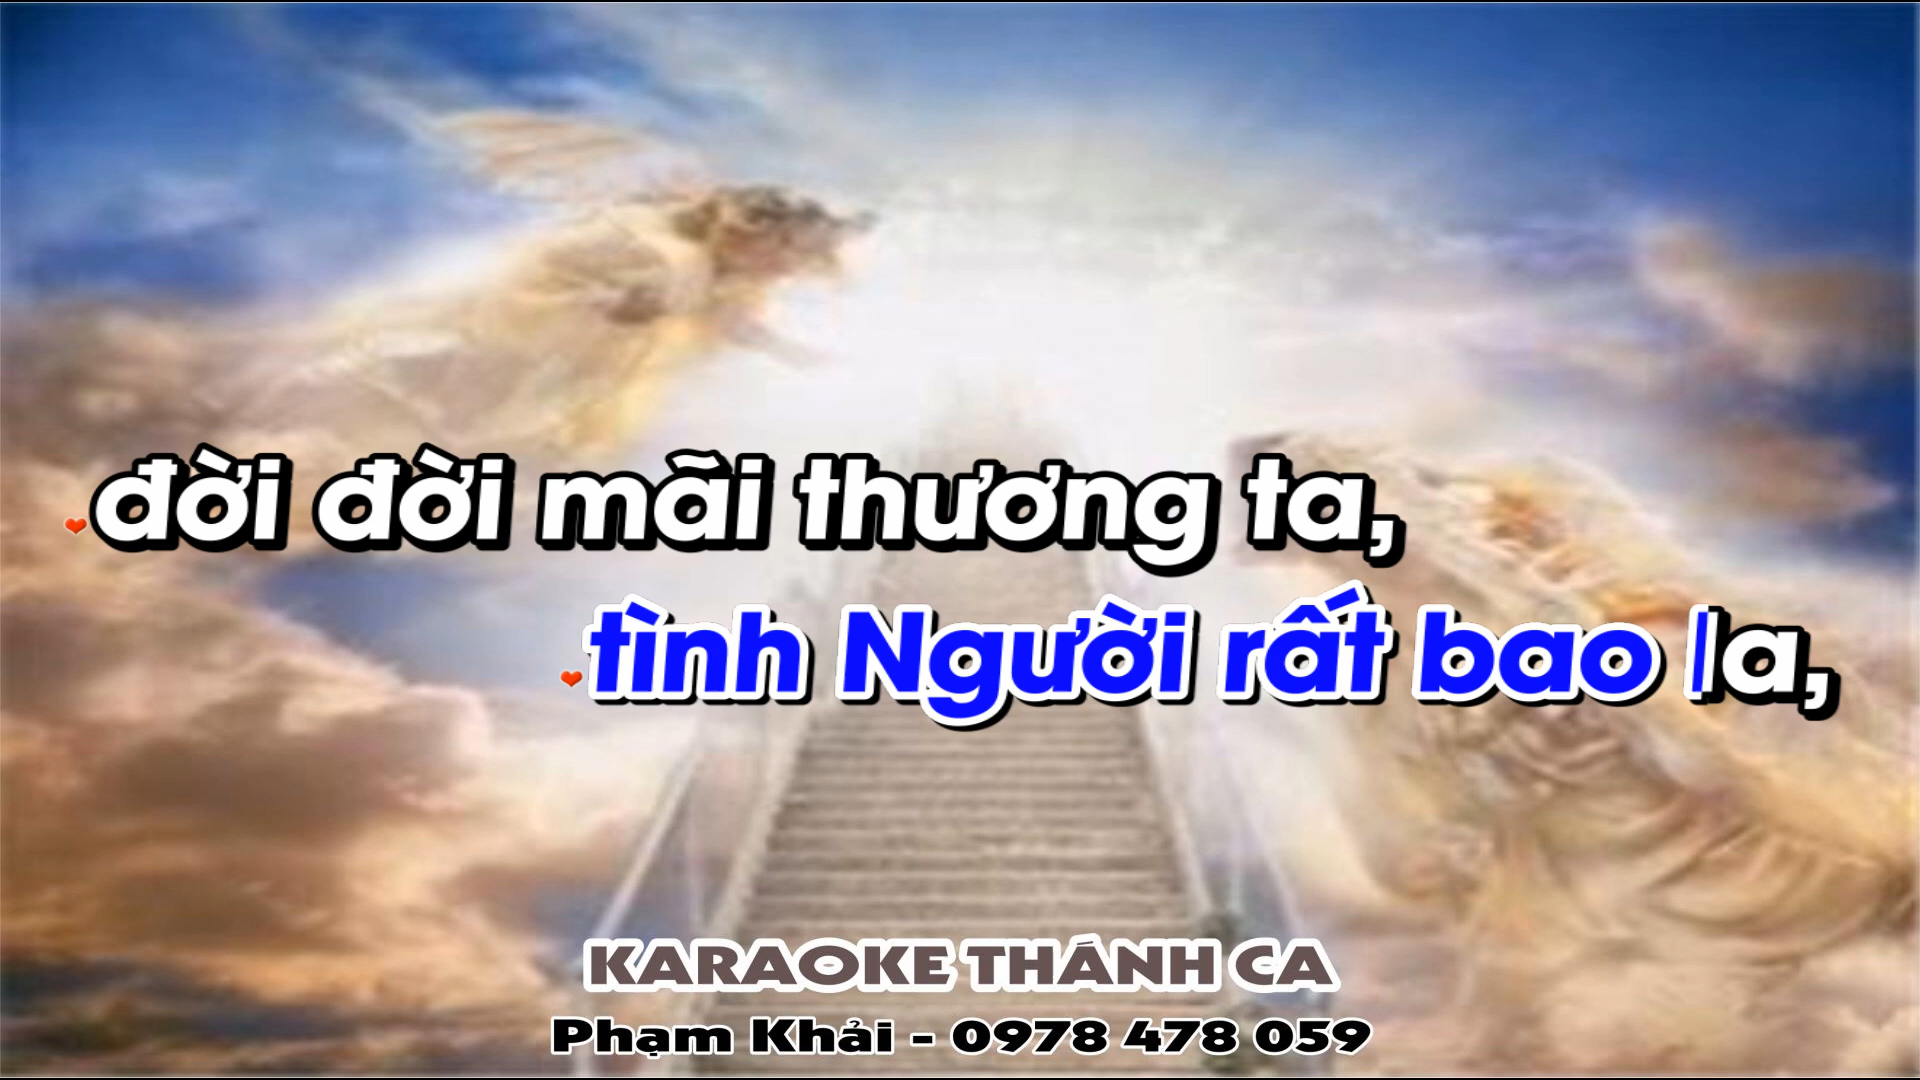 đời đời mãi thương ta,
tình Người rất bao la,
KARAOKE THÁNH CA
Phạm Khải - 0978 478 059